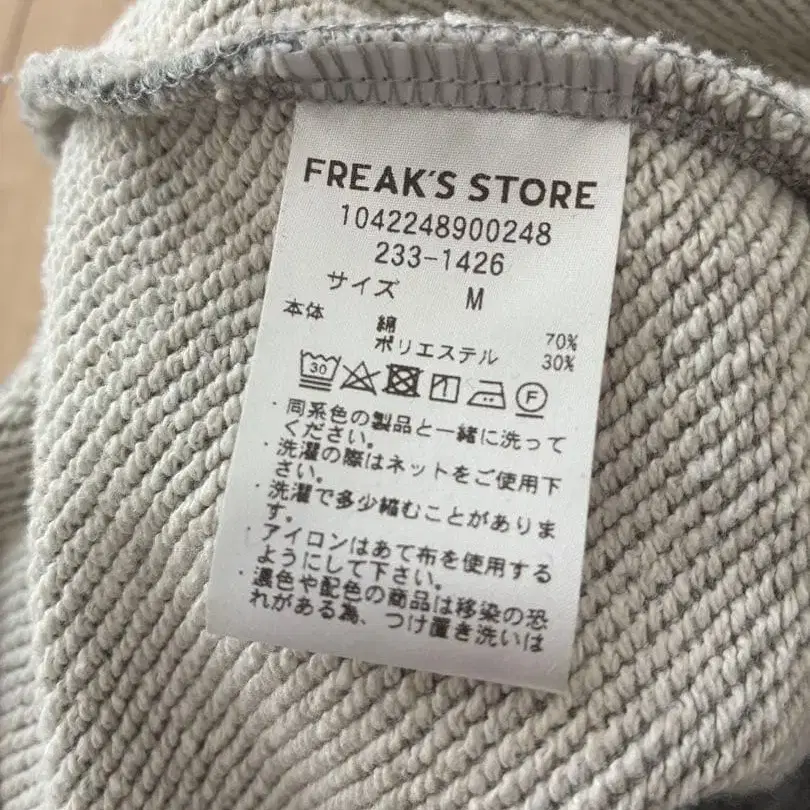 FREAK'S STORE
1042248900248
233-1426
サイズ M
本体 綿 70%
ポリエステル 30%
30 F
・同系色の製品と一緒に洗って
ください。
・洗濯の際はネットをご使用下
さい。
・洗濯で多少縮むことがありま
す。
・アイロンはあて布を使用する
ようにして下さい。
・濃色や配色の商品は移染の恐
れがある為、つけ置き洗いは